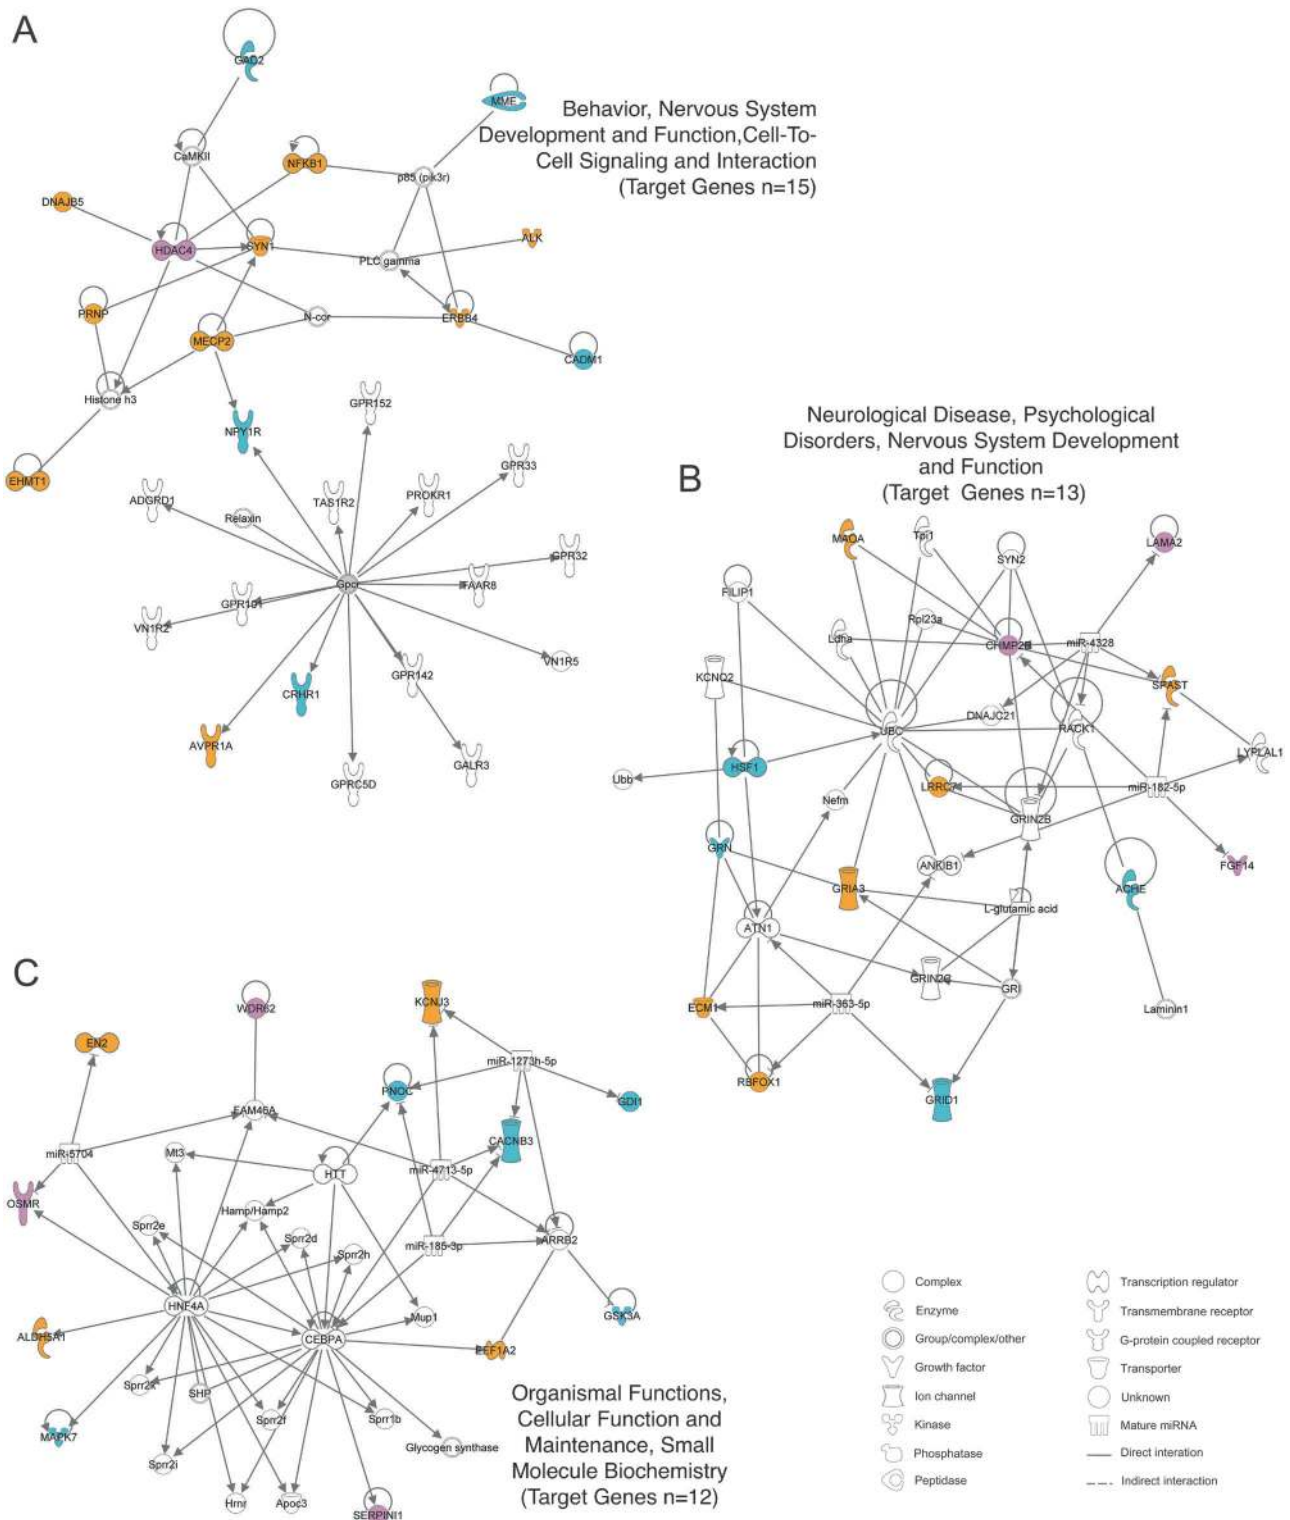 A
GAD2
MME
Behavior, Nervous System
Development and Function,Cell-To-
Cell Signaling and Interaction
(Target Genes n=15)
CaMKII
NFKB1
p85 (pik3r)
DNAJB5
HDAC4
SYN1
ALK
PLC gamma
PRNP
N-cor
ERBB4
MECP2
CADM1
Histone h3
GPR152
NPY1R
EHMT1
GPR33
ADGRD1
TAS1R2
PROKR1
Relaxin
GPR32
Gpcr
TAAR8
GPR101
VN1R2
VN1R5
GPR142
CRHR1
AVPR1A
GALR3
GPRC5D
Neurological Disease, Psychological
Disorders, Nervous System Development
and Function
(Target Genes n=13)
B
MAOA
Tpi1
SYN2
LAMA2
FILIP1
Rpl23a
Ldha
CHMP2B
miR-4328
KCNQ2
SPAST
DNAJC21
UBC
RACK1
LYPLAL1
HSF1
Ubb
LRRC7
miR-182-5p
Nefm
GRIN2B
GRN
ANKIB1
FGF14
GRIA3
ACHE
L-glutamic acid
ATN1
GRIN2C
GRI
ECM1
miR-363-5p
Laminin1
RBFOX1
GRID1
C
WDR62
KCNJ3
EN2
miR-1273h-5p
PNOC
GDI1
FAM46A
CACNB3
miR-5704
Mt3
HTT
miR-4713-5p
OSMR
Hamp/Hamp2
Sprr2e
Sprr2d
Sprr2h
miR-185-3p
ARRB2
HNF4A
Mup1
GSK3A
ALDH5A1
CEBPA
EEF1A2
Sprr2k
SHP
Sprr2f
Sprr1b
MAPK7
Glycogen synthase
Sprr2i
Hrnr
Apoc3
SERPINI1
Organismal Functions,
Cellular Function and
Maintenance, Small
Molecule Biochemistry
(Target Genes n=12)
Complex
Enzyme
Group/complex/other
Growth factor
Ion channel
Kinase
Phosphatase
Peptidase
Transcription regulator
Transmembrane receptor
G-protein coupled receptor
Transporter
Unknown
Mature miRNA
Direct interation
Indirect interaction